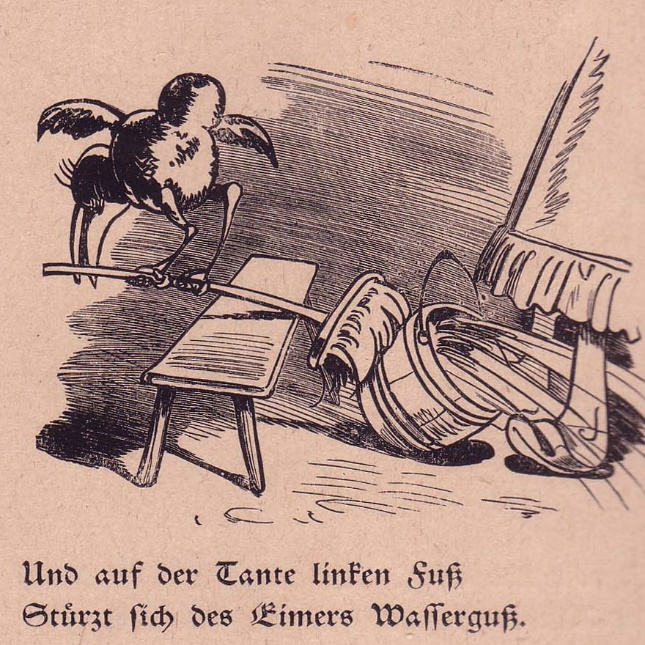 Und auf der Tante linken Fuß
Stürzt sich des Eimers Wasserguß.